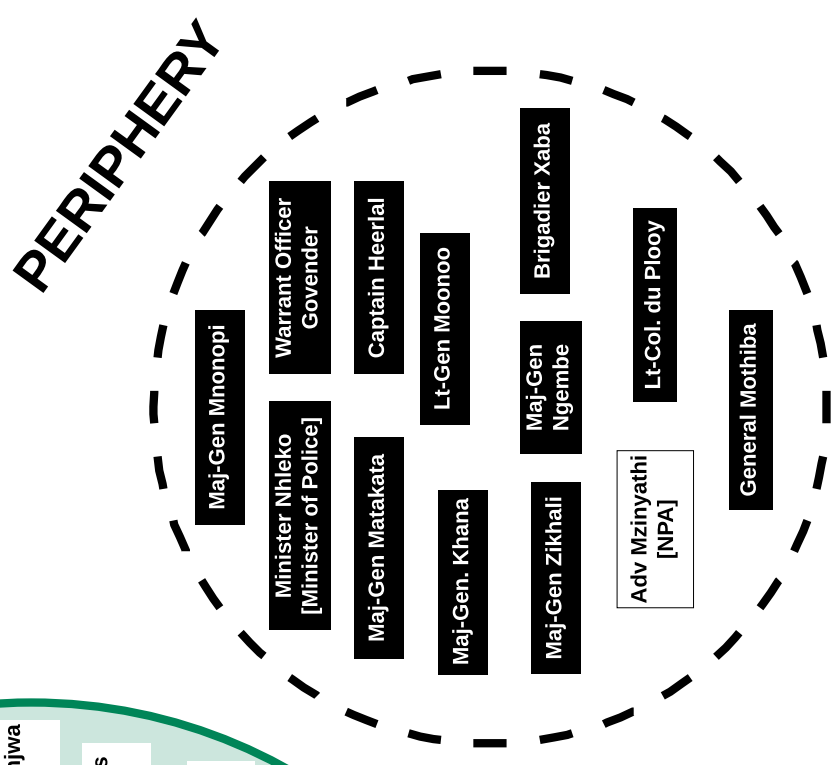 PERIPHERY
Maj-Gen Mnonopi
Warrant Officer
Govender
Minister Nhleko
[Minister of Police]
Captain Heerlal
Maj-Gen Matakata
Lt-Gen Moonoo
Maj-Gen. Khana
Brigadier Xaba
Maj-Gen
Ngembe
Maj-Gen Zikhali
Lt-Col. du Plooy
Adv Mzinyathi
[NPA]
General Mothiba